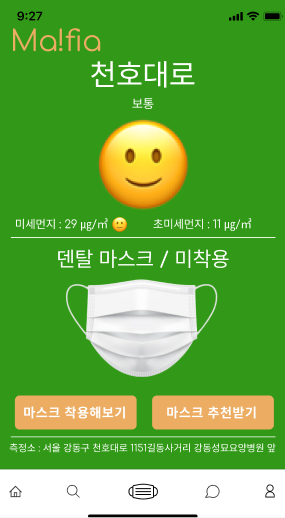 9:27
Ma!fia
천호대로
보통
미세먼지 : 29 μg/㎥ 초미세먼지 : 11 μg/㎥
덴탈 마스크 / 미착용
마스크 착용해보기 마스크 추천받기
측정소 : 서울 강동구 천호대로 1151길동사거리 강동성모요양병원 앞